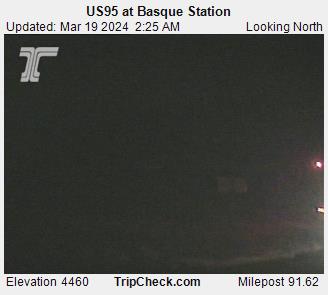 US95 at Basque Station
Updated: Mar 19 2024 2:25 AM Looking North
Elevation 4460 TripCheck.com Milepost 91.62